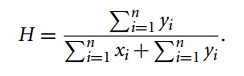 H = \frac{\sum_{i=1}^{n} y_i}{\sum_{i=1}^{n} x_i + \sum_{i=1}^{n} y_i}.